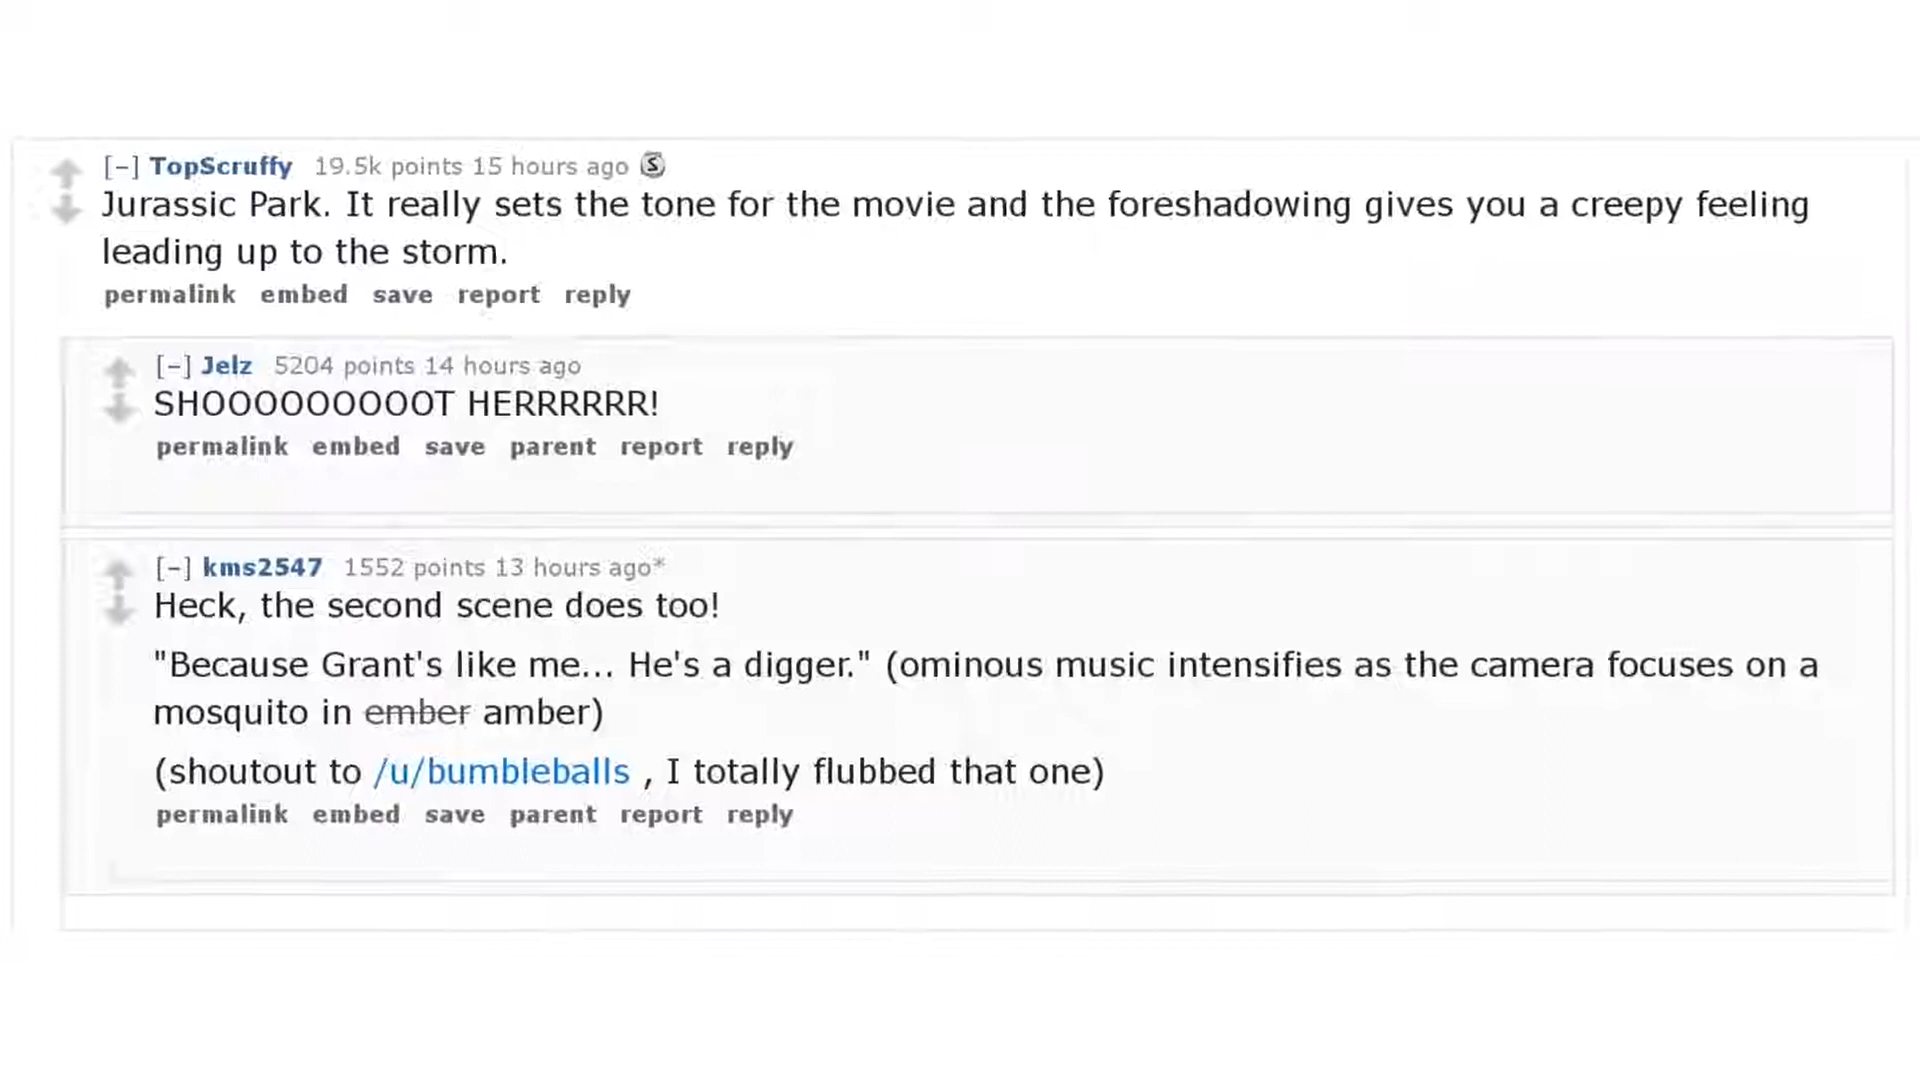 [–] TopScruffy 19.5k points 15 hours ago S
Jurassic Park. It really sets the tone for the movie and the foreshadowing gives you a creepy feeling
leading up to the storm.
permalink embed save report reply
[–] Jelz 5204 points 14 hours ago
SHOOOOOOOOOT HERRRRRR!
permalink embed save parent report reply
[–] kms2547 1552 points 13 hours ago*
Heck, the second scene does too!
"Because Grant's like me... He's a digger." (ominous music intensifies as the camera focuses on a
mosquito in ember amber)
(shoutout to /u/bumbleballs , I totally flubbed that one)
permalink embed save parent report reply